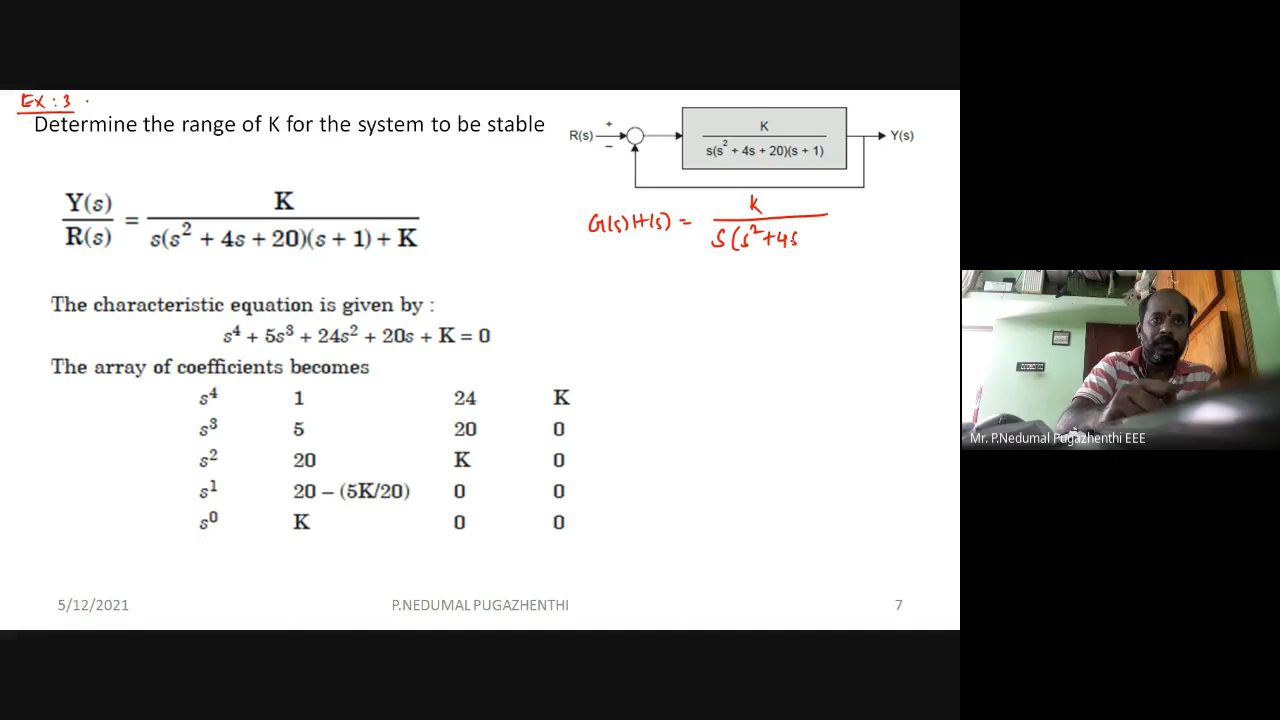 Ex : 3
Determine the range of K for the system to be stable
R(s) + − K Y(s)
s(s² + 4s + 20)(s + 1)
Y(s) / R(s) = K / s(s² + 4s + 20)(s + 1) + K
G(s)H(s) = K / s(s²+4s
The characteristic equation is given by :
s⁴ + 5s³ + 24s² + 20s + K = 0
The array of coefficients becomes
s⁴ 1 24 K
s³ 5 20 0
s² 20 K 0
s¹ 20 – (5K/20) 0 0
s⁰ K 0 0
5/12/2021 P.NEDUMAL PUGAZHENTHI 7
Mr. P.Nedumal Pugazhenthi EEE